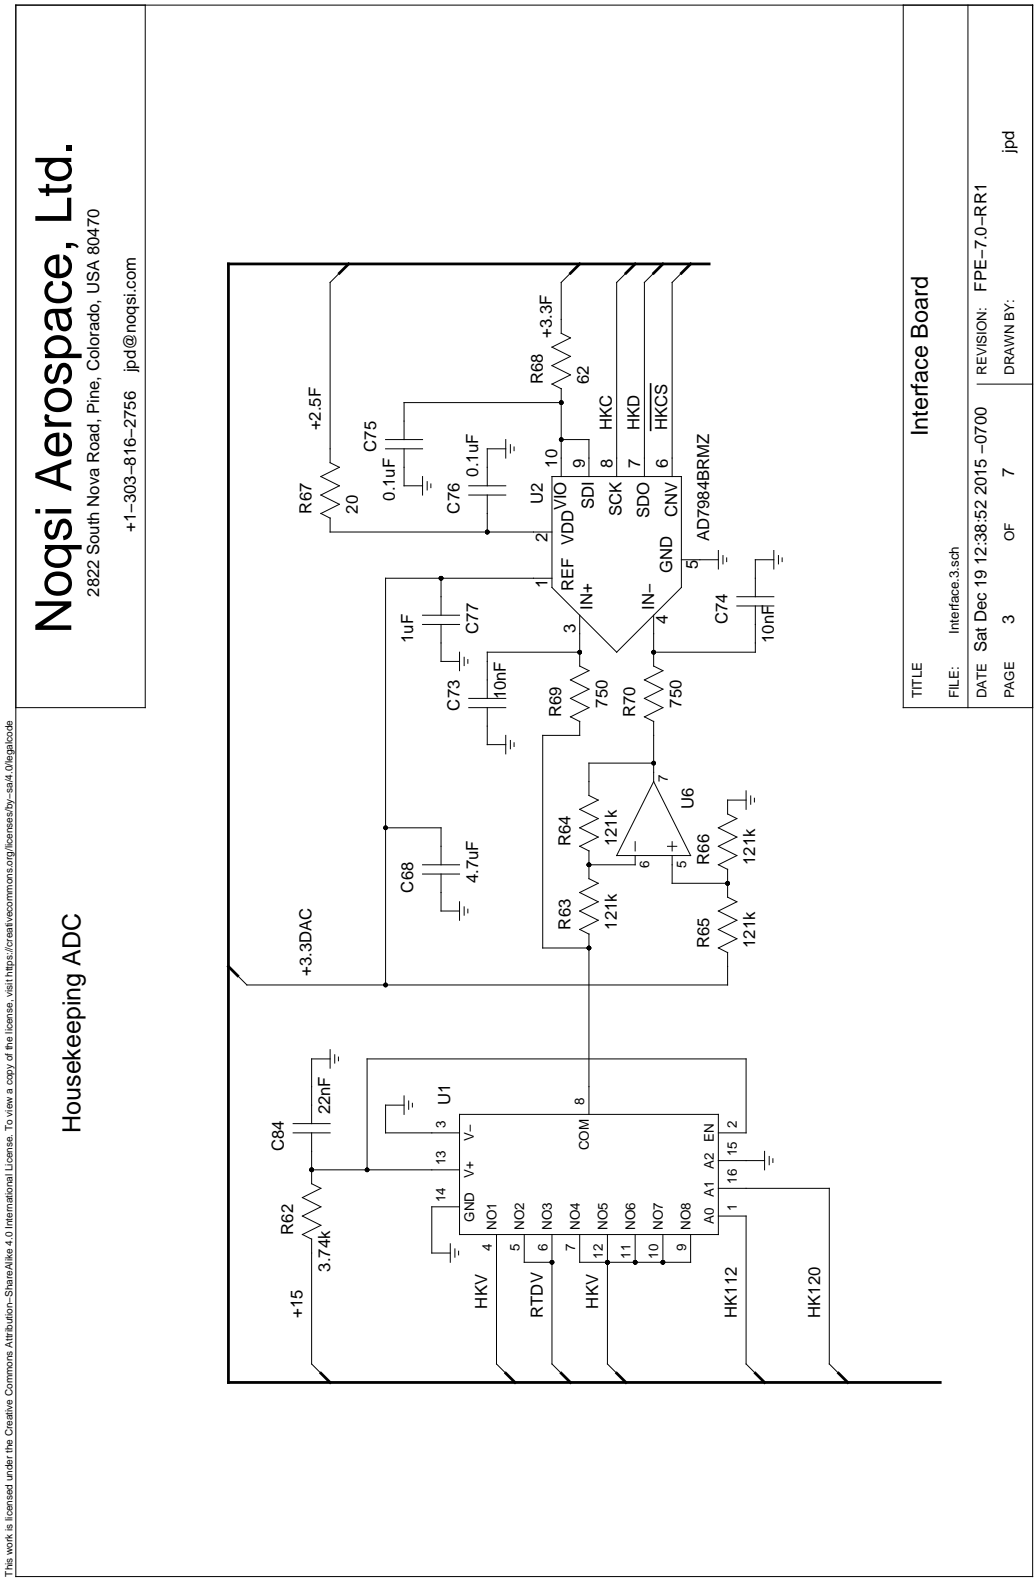 This work is licensed under the Creative Commons Attribution−ShareAlike 4.0 International License. To view a copy of the license, visit https://creativecommons.org/licenses/by−sa/4.0/legalcode
Noqsi Aerospace, Ltd.
2822 South Nova Road, Pine, Colorado, USA 80470
+1−303−816−2756 jpd@noqsi.com
Housekeeping ADC
+15
R62
3.74k
C84
22nF
+3.3DAC
C68
4.7uF
C77
1uF
C73
10nF
R67
20
+2.5F
C75
0.1uF
C76
0.1uF
R68
62
+3.3F
U1
GND
14
V+
13
V−
3
NO1
4
NO2
5
NO3
6
NO4
7
NO5
12
NO6
11
NO7
10
NO8
9
COM
8
A0
1
A1
16
A2
15
EN
2
HKV
RTDV
HKV
HK112
HK120
R63
121k
R64
121k
R65
121k
R66
121k
U6
6
5
7
−
+
R69
750
R70
750
C74
10nF
U2
AD7984BRMZ
REF
1
VDD
2
IN+
3
IN−
4
GND
5
VIO
10
SDI
9
SCK
8
SDO
7
CNV
6
HKC
HKD
HKCS
TITLE
Interface Board
FILE: Interface.3.sch
DATE Sat Dec 19 12:38:52 2015 −0700
REVISION: FPE−7.0−RR1
PAGE 3 OF 7
DRAWN BY: jpd